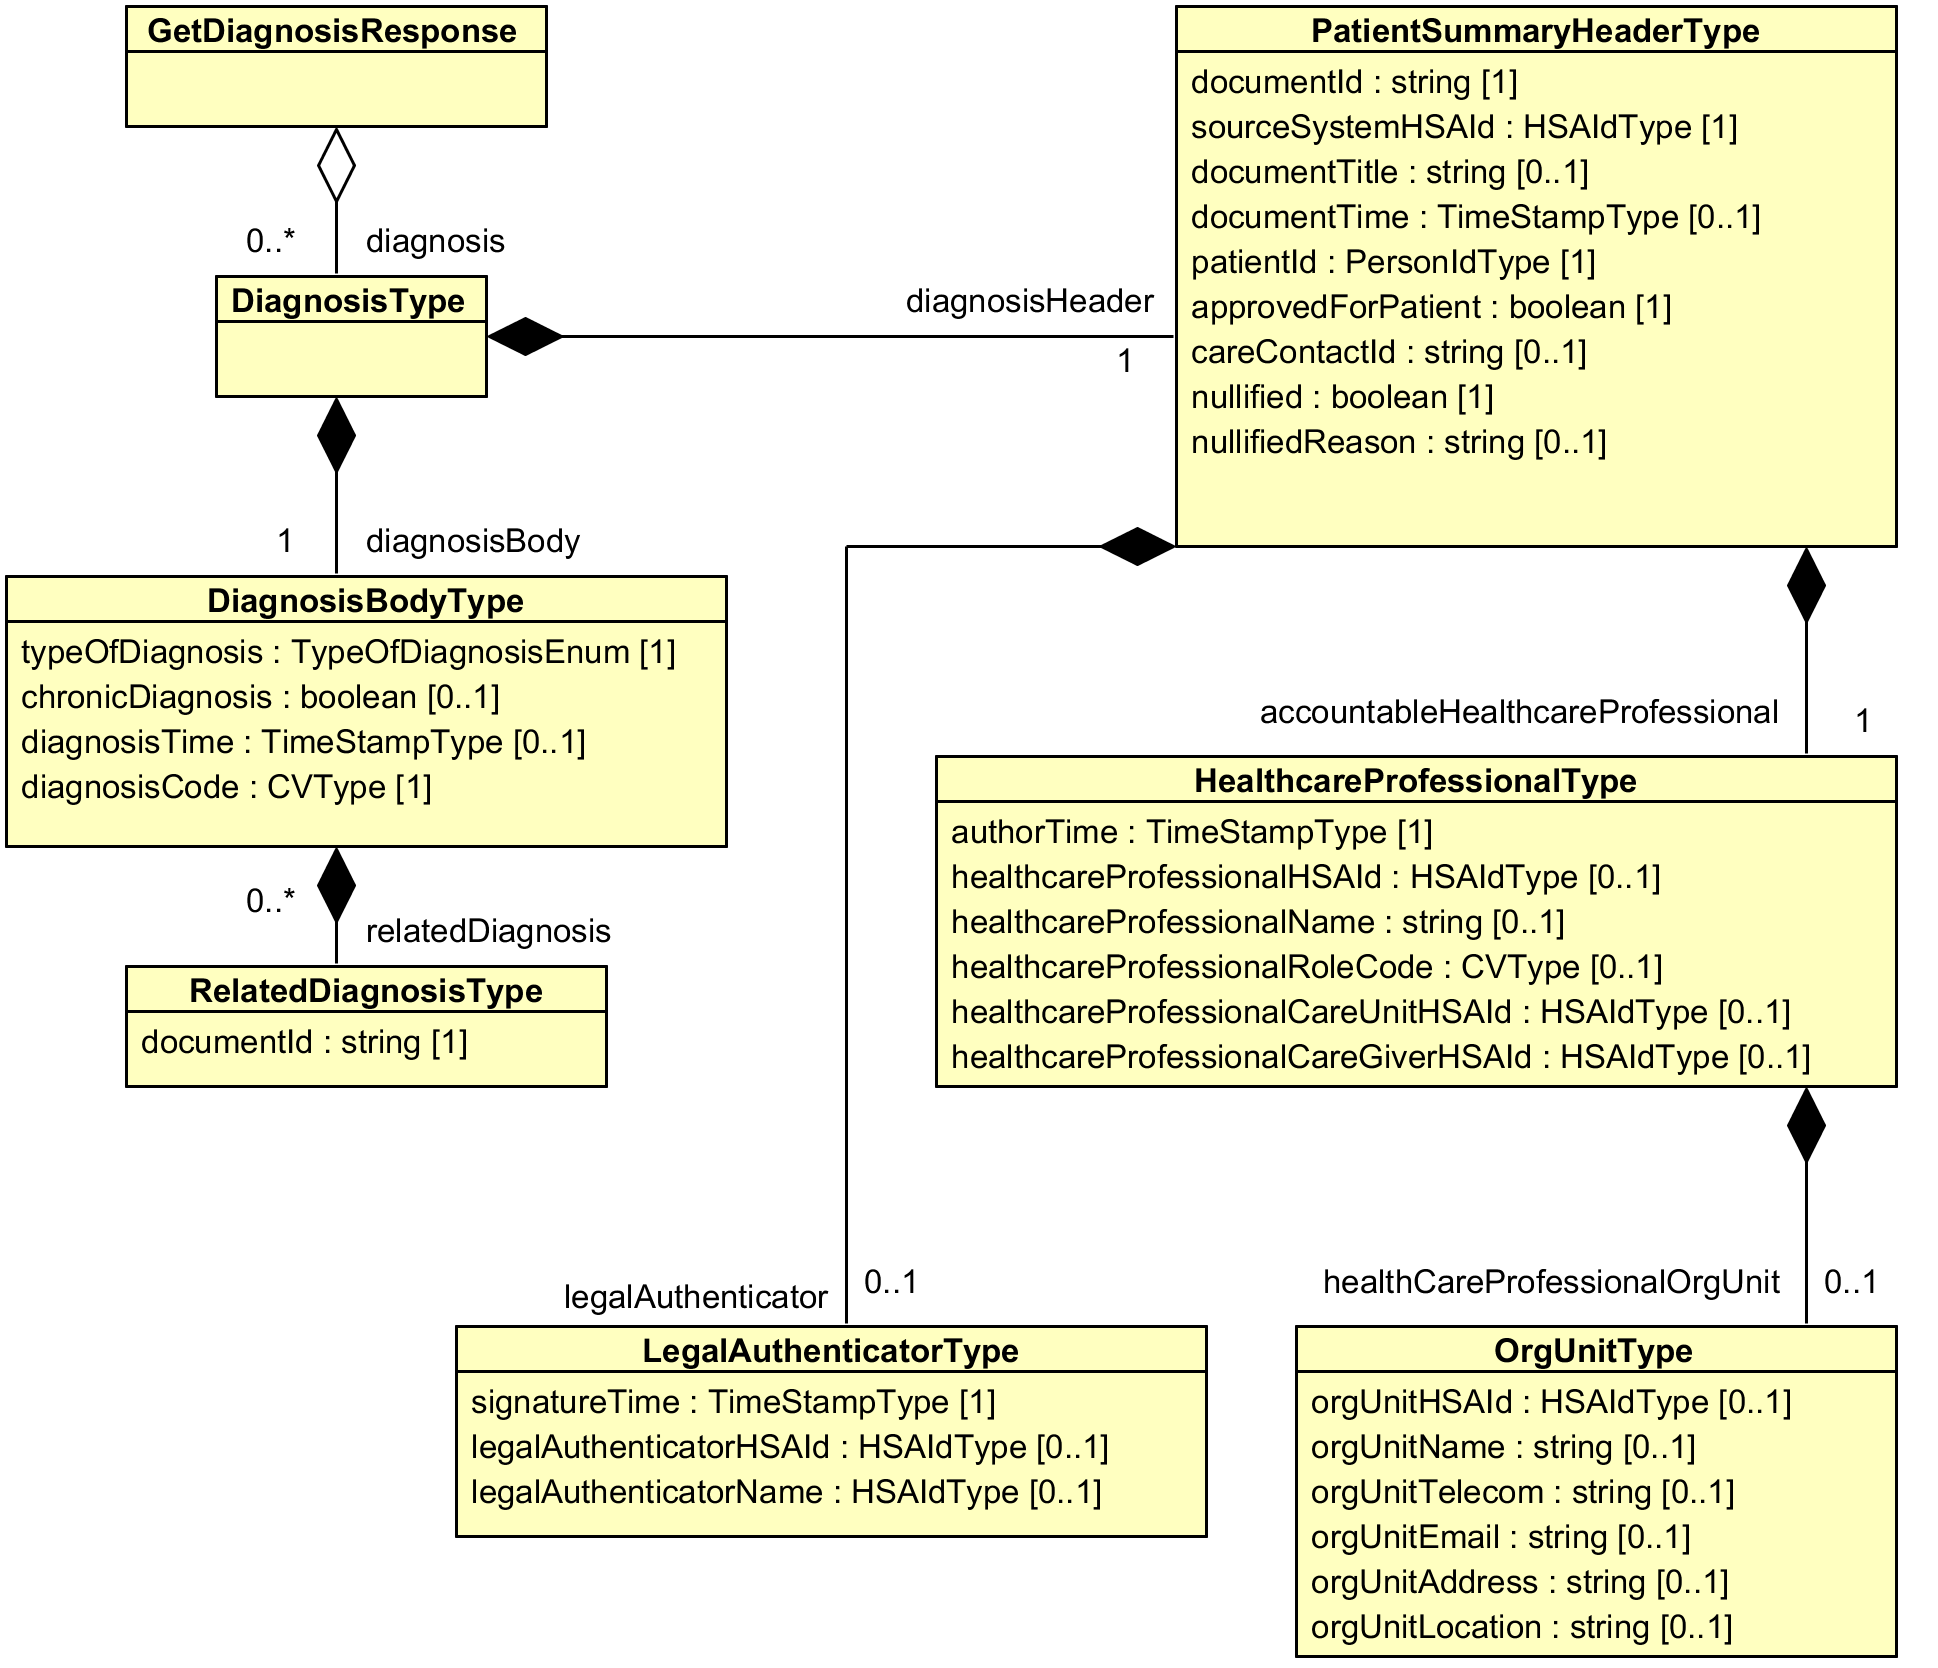 GetDiagnosisResponse
0..* diagnosis
DiagnosisType
diagnosisHeader
1
PatientSummaryHeaderType
documentId : string [1]
sourceSystemHSAId : HSAIdType [1]
documentTitle : string [0..1]
documentTime : TimeStampType [0..1]
patientId : PersonIdType [1]
approvedForPatient : boolean [1]
careContactId : string [0..1]
nullified : boolean [1]
nullifiedReason : string [0..1]
1 diagnosisBody
DiagnosisBodyType
typeOfDiagnosis : TypeOfDiagnosisEnum [1]
chronicDiagnosis : boolean [0..1]
diagnosisTime : TimeStampType [0..1]
diagnosisCode : CVType [1]
0..*
relatedDiagnosis
RelatedDiagnosisType
documentId : string [1]
accountableHealthcareProfessional 1
HealthcareProfessionalType
authorTime : TimeStampType [1]
healthcareProfessionalHSAId : HSAIdType [0..1]
healthcareProfessionalName : string [0..1]
healthcareProfessionalRoleCode : CVType [0..1]
healthcareProfessionalCareUnitHSAId : HSAIdType [0..1]
healthcareProfessionalCareGiverHSAId : HSAIdType [0..1]
legalAuthenticator 0..1
LegalAuthenticatorType
signatureTime : TimeStampType [1]
legalAuthenticatorHSAId : HSAIdType [0..1]
legalAuthenticatorName : HSAIdType [0..1]
healthCareProfessionalOrgUnit 0..1
OrgUnitType
orgUnitHSAId : HSAIdType [0..1]
orgUnitName : string [0..1]
orgUnitTelecom : string [0..1]
orgUnitEmail : string [0..1]
orgUnitAddress : string [0..1]
orgUnitLocation : string [0..1]